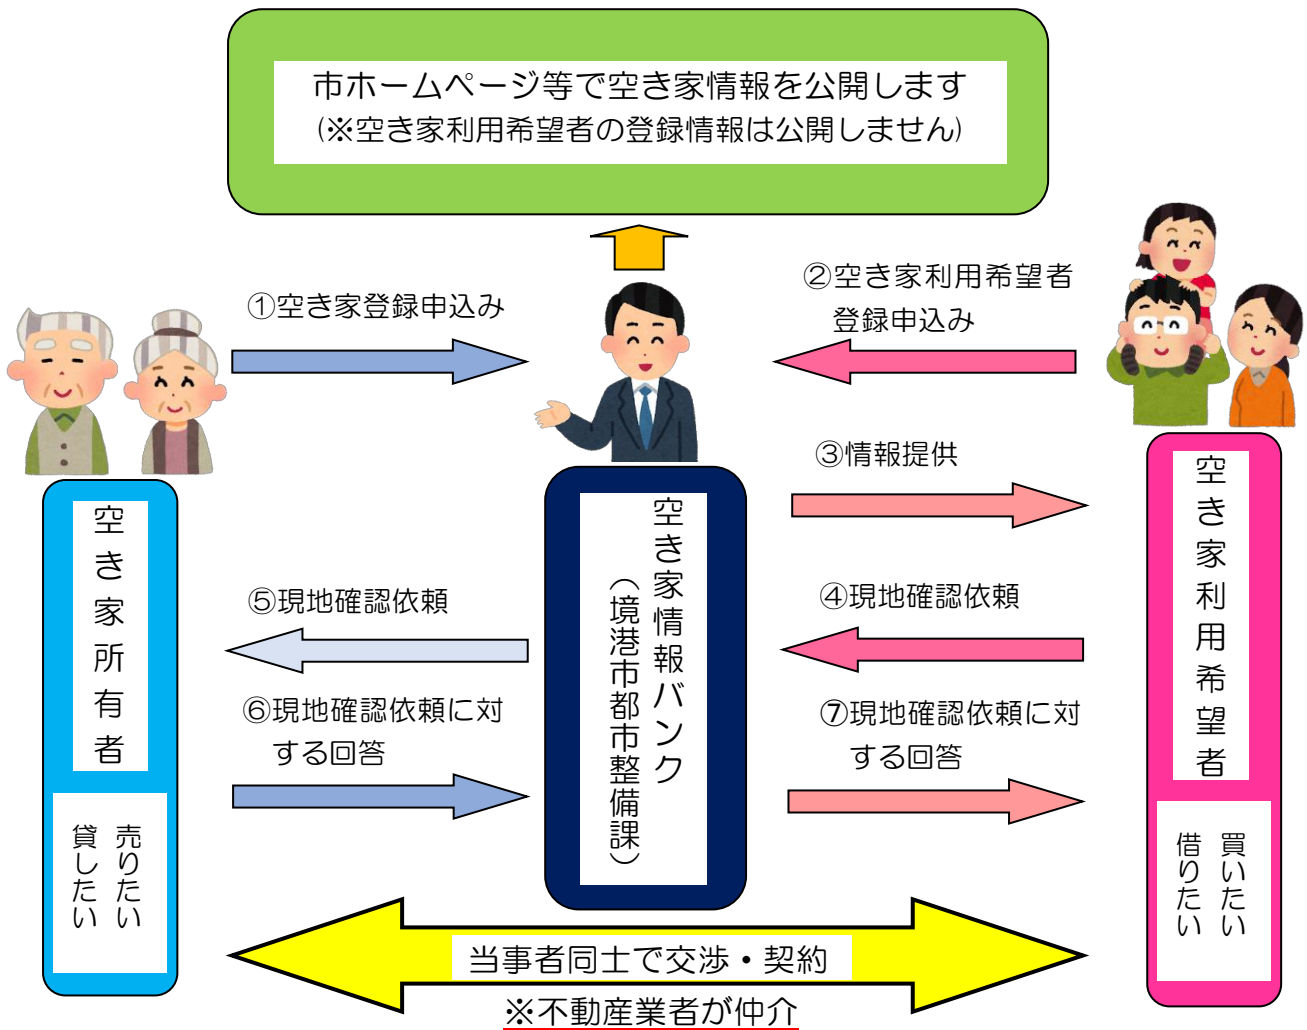 市ホームページ等で空き家情報を公開します
(※空き家利用希望者の登録情報は公開しません)
①空き家登録申込み
②空き家利用希望者
登録申込み
③情報提供
④現地確認依頼
⑤現地確認依頼
⑥現地確認依頼に対
する回答
⑦現地確認依頼に対
する回答
空き家所有者
売りたい
貸したい
空き家情報バンク
(境港市都市整備課)
空き家利用希望者
買いたい
借りたい
当事者同士で交渉・契約
※不動産業者が仲介